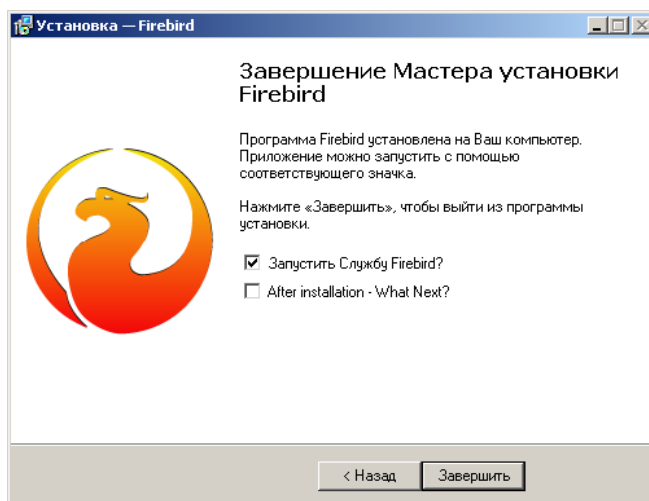 Установка — Firebird
Завершение Мастера установки
Firebird
Программа Firebird установлена на Ваш компьютер.
Приложение можно запустить с помощью
соответствующего значка.
Нажмите «Завершить», чтобы выйти из программы
установки.
Запустить Службу Firebird?
After installation - What Next?
< Назад
Завершить